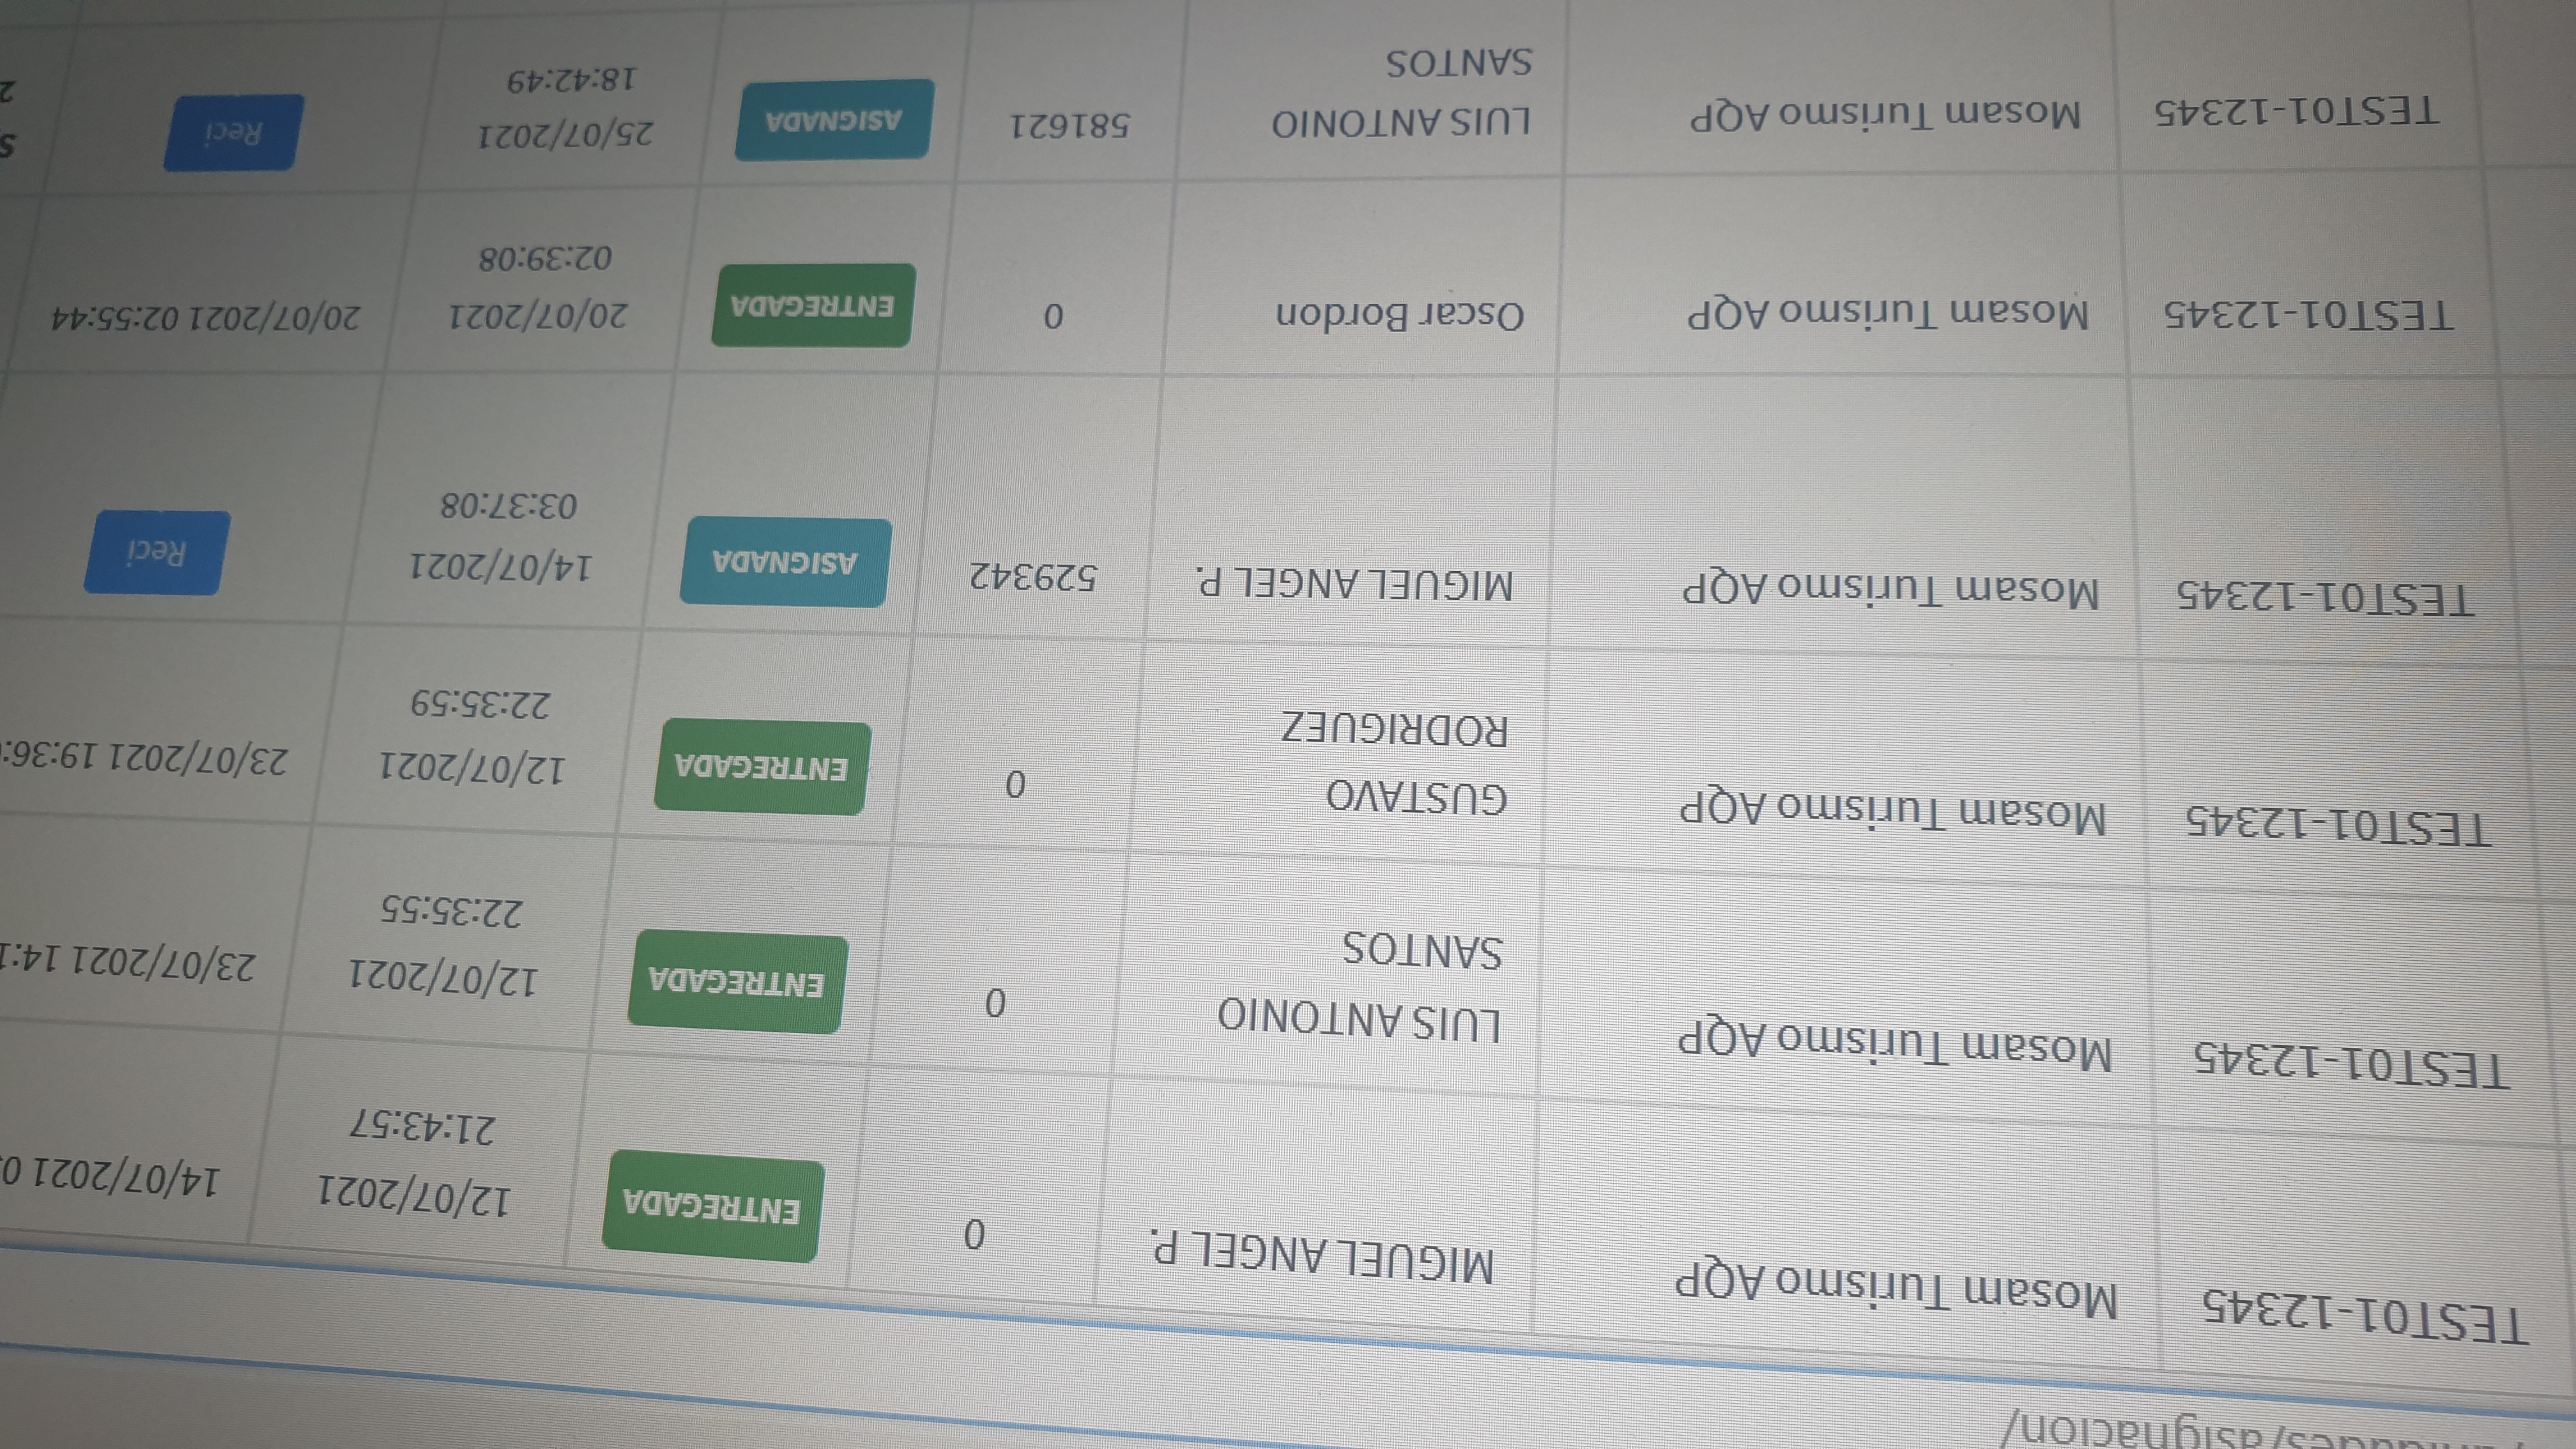 /asignacion/
TEST01-12345 Mosam Turismo AQP MIGUEL ANGEL P. 0 ENTREGADA 12/07/2021 14/07/2021
21:43:57
TEST01-12345 Mosam Turismo AQP LUIS ANTONIO 0 ENTREGADA 12/07/2021 23/07/2021 14:1
SANTOS 22:35:55
TEST01-12345 Mosam Turismo AQP GUSTAVO 0 ENTREGADA 12/07/2021 23/07/2021 19:36:
RODRIGUEZ 22:35:59
TEST01-12345 Mosam Turismo AQP MIGUEL ANGEL P. 529342 ASIGNADA 14/07/2021 Reci
03:37:08
TEST01-12345 Mosam Turismo AQP Oscar Bordon 0 ENTREGADA 20/07/2021 20/07/2021 02:55:44
02:39:08
TEST01-12345 Mosam Turismo AQP LUIS ANTONIO 581621 ASIGNADA 25/07/2021 Reci
SANTOS 18:42:49